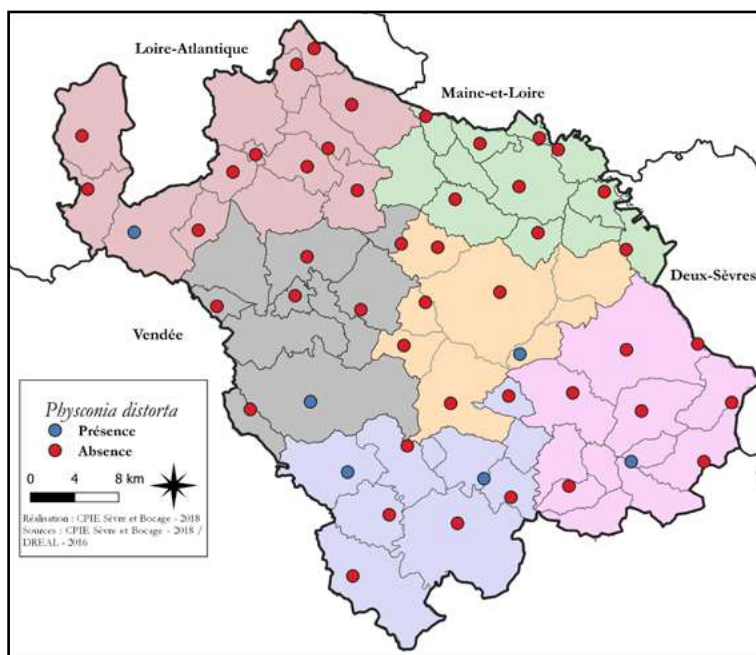 Loire-Atlantique
Maine-et-Loire
Deux-Sèvres
Vendée
Physconia distorta
Présence
Absence
0 4 8 km
Réalisation : CPIE Sèvre et Bocage - 2018
Sources : CPIE Sèvre et Bocage - 2018 /
DREAL - 2016